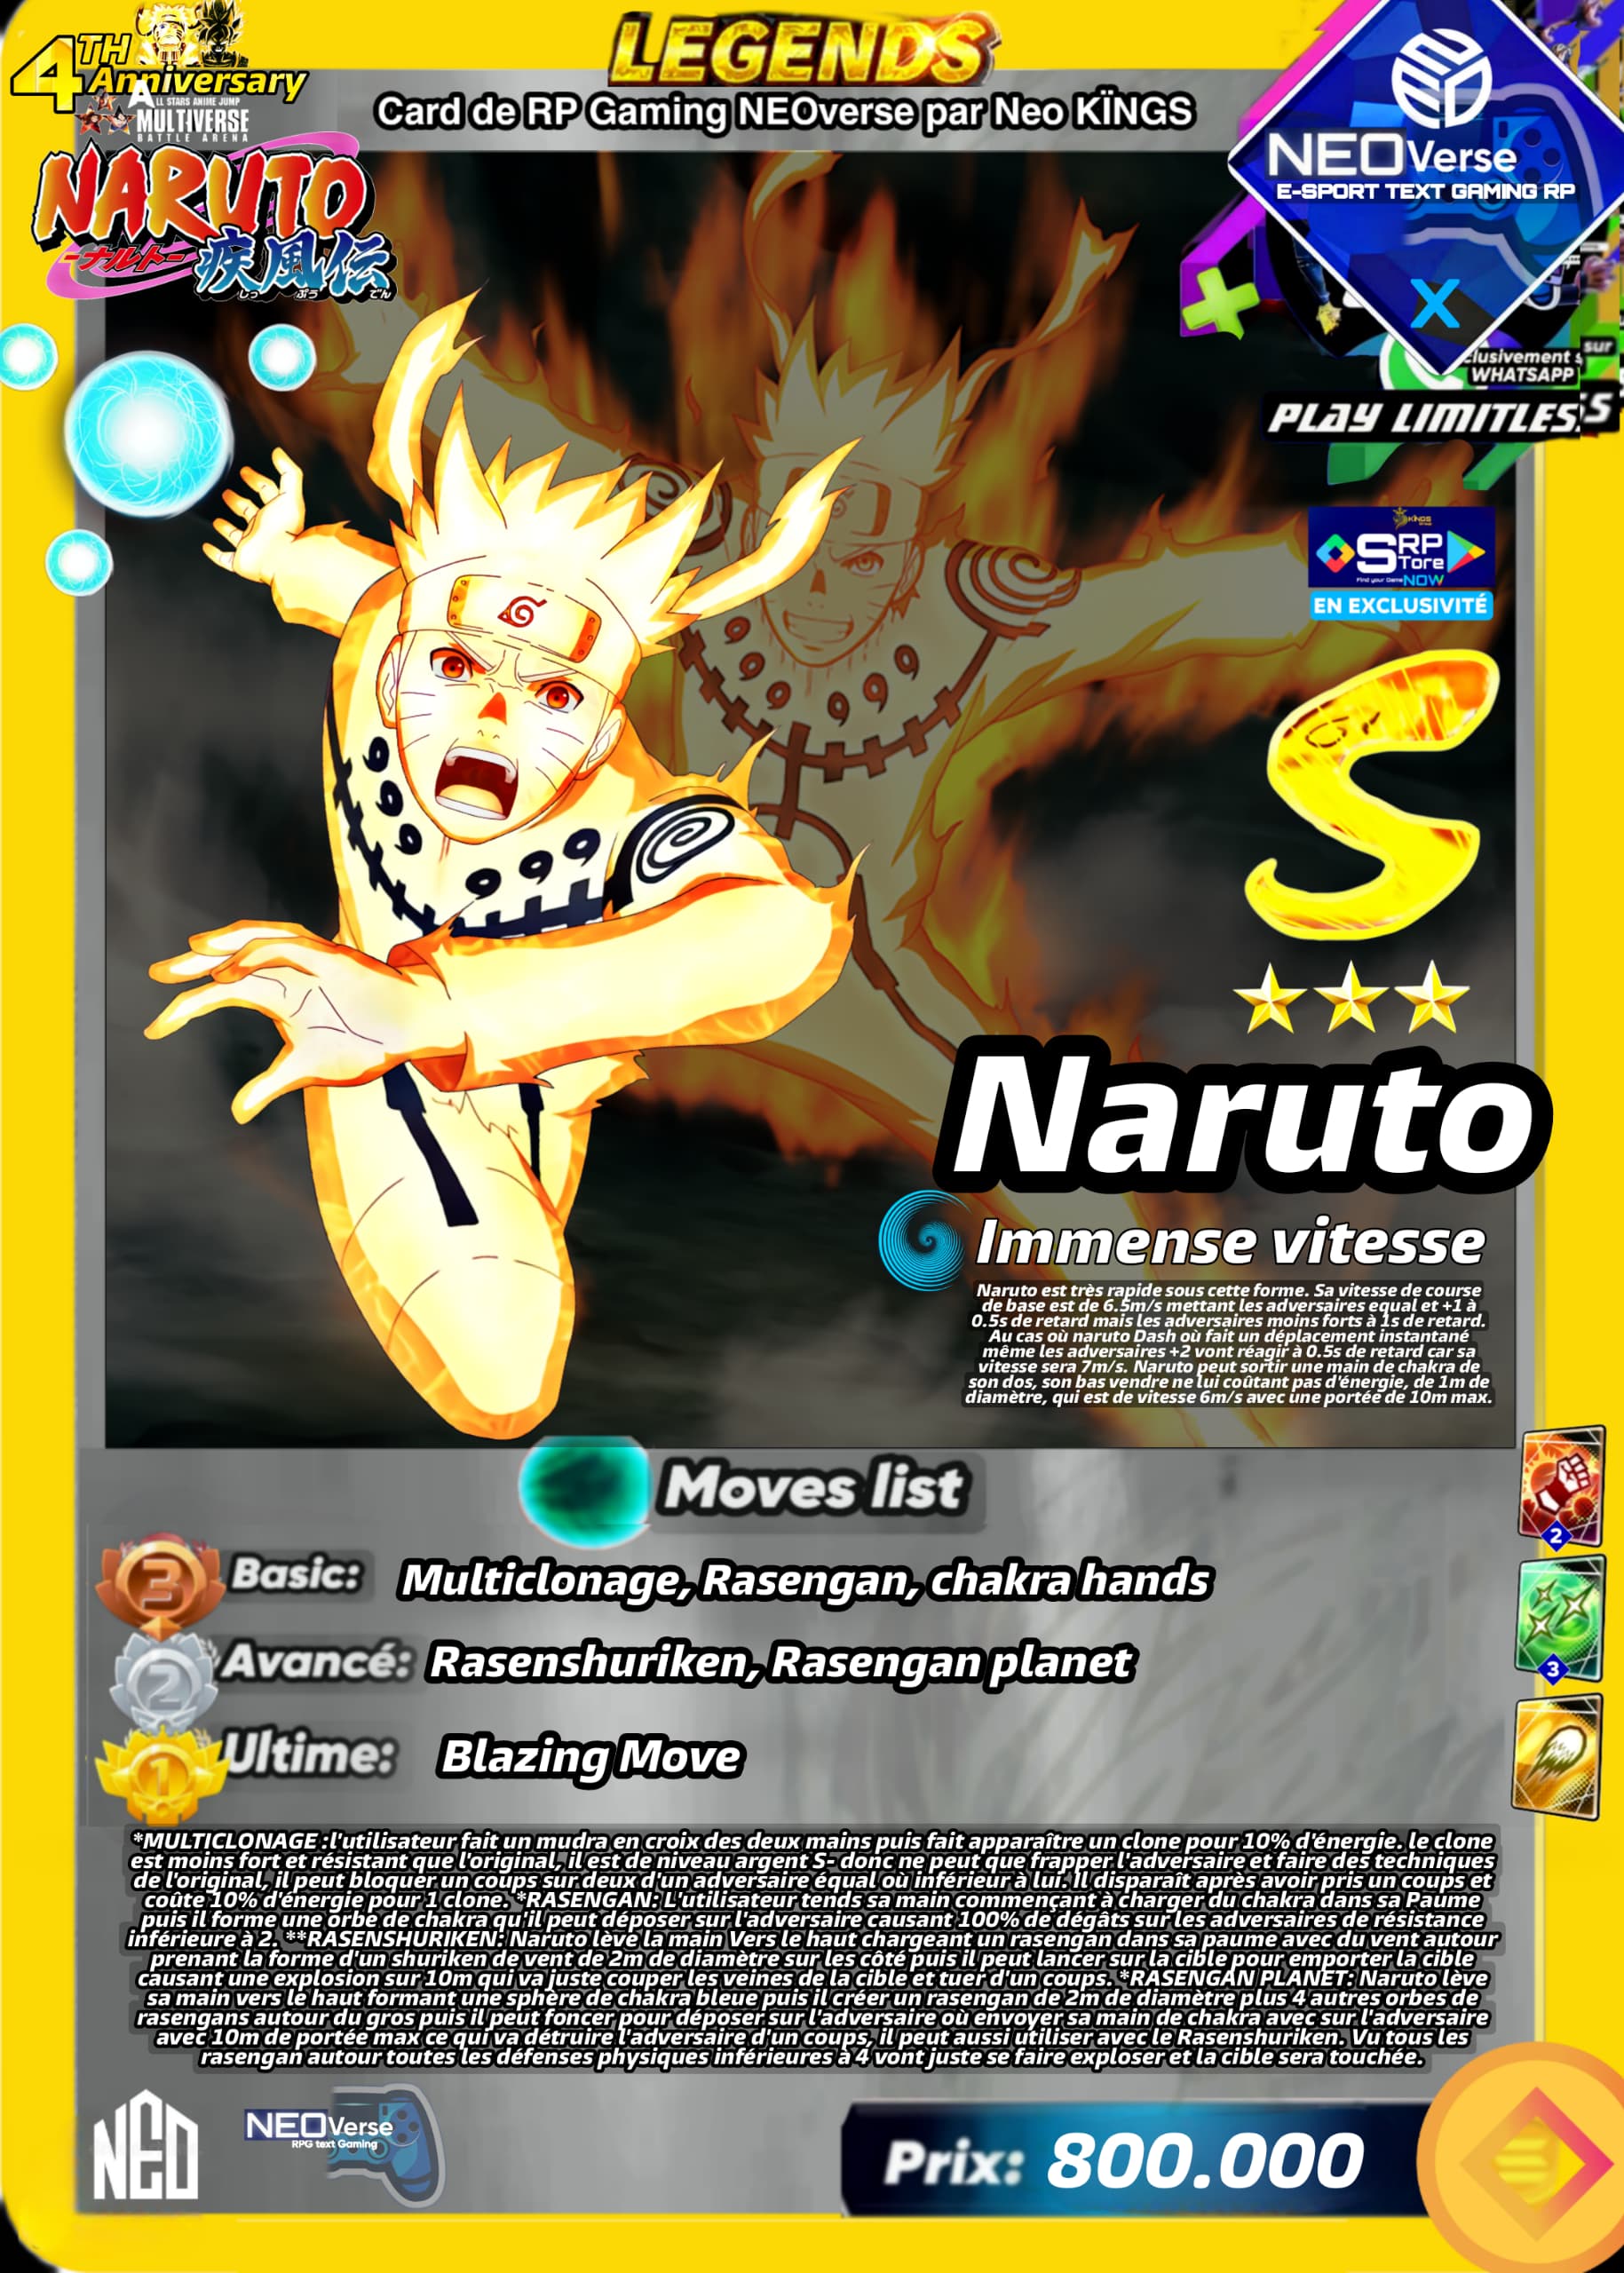 4TH
Anniversary
LEGENDS
ALL STARS ANIME JUMP
MULTIVERSE
BATTLE ARENA
Card de RP Gaming NEOverse par Neo KÏNGS
NARUTO
-ナルト-
疾風伝
しっ ぷう でん
NEOVerse
E-SPORT TEXT GAMING RP
X
sur
WHATSAPP
PLAY LIMITLES
S
KINGS
SRP
Tore
Find your Game NOW
EN EXCLUSIVITÉ
S
Naruto
Immense vitesse
Naruto est très rapide sous cette forme. Sa vitesse de course
de base est de 6.5m/s mettant les adversaires equal et +1 à
0.5s de retard mais les adversaires moins forts à 1s de retard.
Au cas où naruto Dash où fait un déplacement instantané
même les adversaires +2 vont réagir à 0.5s de retard car sa
vitesse sera 7m/s. Naruto peut sortir une main de chakra de
son dos, son bas vendre ne lui coûtant pas d'énergie, de 1m de
diamètre, qui est de vitesse 6m/s avec une portée de 10m max.
Moves list
2
3 Basic: Multiclonage, Rasengan, chakra hands
3
2 Avancé: Rasenshuriken, Rasengan planet
1 Ultime: Blazing Move
*MULTICLONAGE :l'utilisateur fait un mudra en croix des deux mains puis fait apparaître un clone pour 10% d'énergie. le clone
est moins fort et résistant que l'original, il est de niveau argent S- donc ne peut que frapper l'adversaire et faire des techniques
de l'original, il peut bloquer un coups sur deux d'un adversaire équal où inférieur à lui. Il disparaît après avoir pris un coups et
coûte 10% d'énergie pour 1 clone. *RASENGAN: L'utilisateur tends sa main commençant à charger du chakra dans sa Paume
puis il forme une orbe de chakra qu'il peut déposer sur l'adversaire causant 100% de dégâts sur les adversaires de résistance
inférieure à 2. **RASENSHURIKEN: Naruto lève la main Vers le haut chargeant un rasengan dans sa paume avec du vent autour
prenant la forme d'un shuriken de vent de 2m de diamètre sur les côté puis il peut lancer sur la cible pour emporter la cible
causant une explosion sur 10m qui va juste couper les veines de la cible et tuer d'un coups. *RASENGAN PLANET: Naruto lève
sa main vers le haut formant une sphère de chakra bleue puis il créer un rasengan de 2m de diamètre plus 4 autres orbes de
rasengans autour du gros puis il peut foncer pour déposer sur l'adversaire où envoyer sa main de chakra avec sur l'adversaire
avec 10m de portée max ce qui va détruire l'adversaire d'un coups, il peut aussi utiliser avec le Rasenshuriken. Vu tous les
rasengan autour toutes les défenses physiques inférieures à 4 vont juste se faire exploser et la cible sera touchée.
NEO
NEOVerse
RPG text Gaming
Prix: 800.000